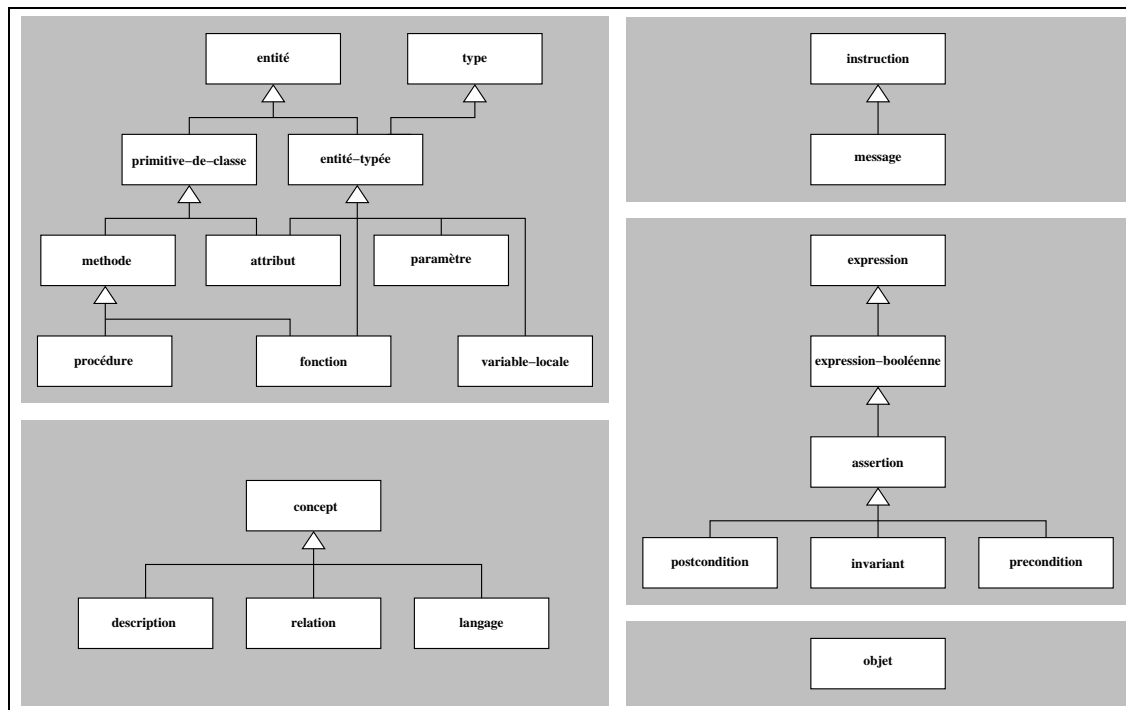 entité
type
primitive–de–classe
entité–typée
methode
attribut
paramètre
procédure
fonction
variable–locale
concept
description
relation
langage
instruction
message
expression
expression–booléenne
assertion
postcondition
invariant
precondition
objet